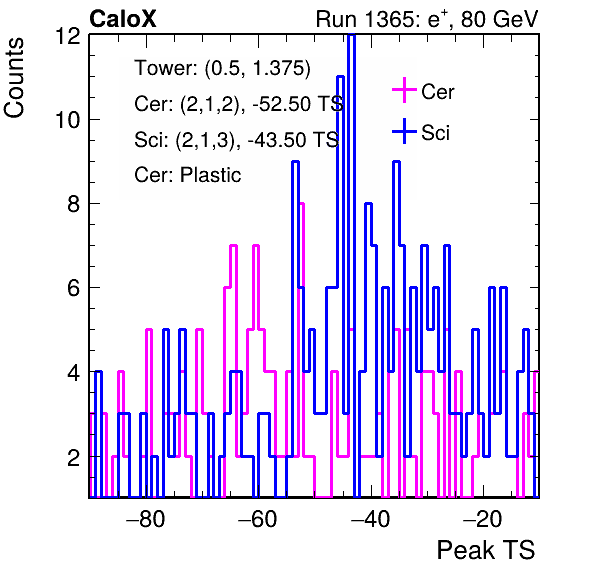 CaloX Run 1365: e⁺, 80 GeV
Counts
12
10
8
6
4
2
Tower: (0.5, 1.375)
Cer: (2,1,2), -52.50 TS
Sci: (2,1,3), -43.50 TS
Cer: Plastic
Cer
Sci
−80 −60 −40 −20
Peak TS